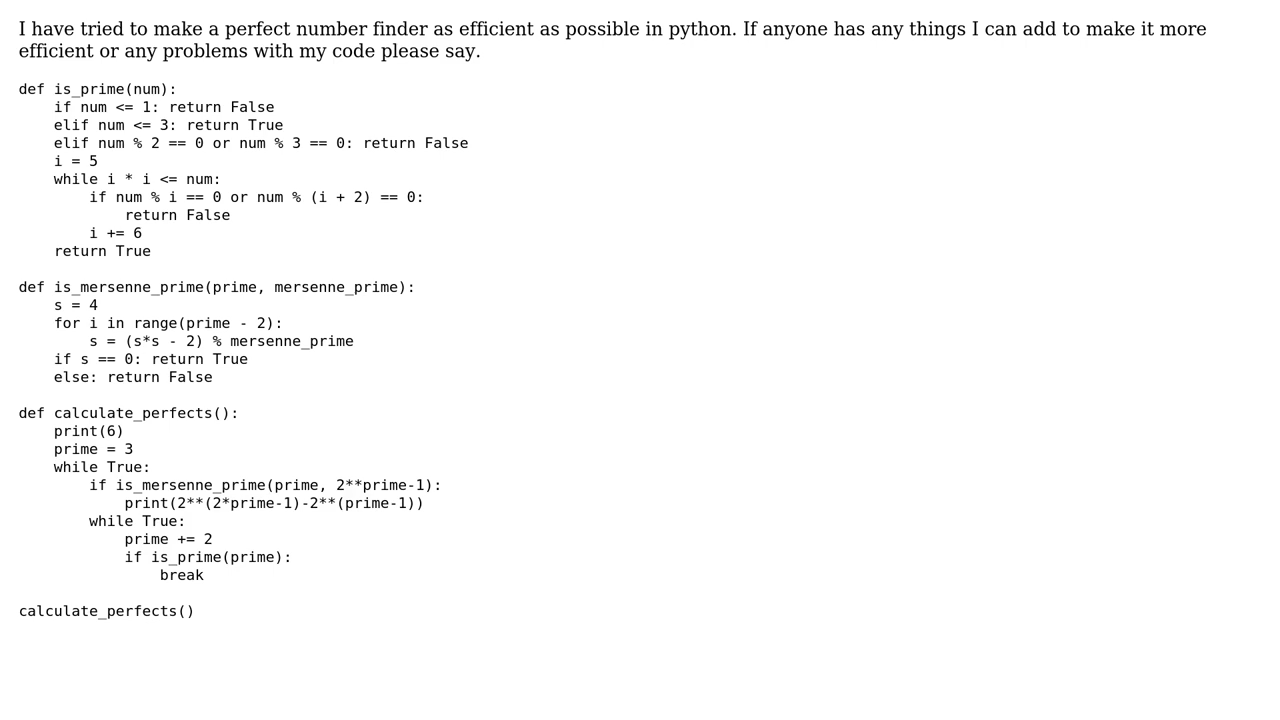 I have tried to make a perfect number finder as efficient as possible in python. If anyone has any things I can add to make it more
efficient or any problems with my code please say.
def is_prime(num):
    if num <= 1: return False
    elif num <= 3: return True
    elif num % 2 == 0 or num % 3 == 0: return False
    i = 5
    while i * i <= num:
        if num % i == 0 or num % (i + 2) == 0:
            return False
        i += 6
    return True

def is_mersenne_prime(prime, mersenne_prime):
    s = 4
    for i in range(prime - 2):
        s = (s*s - 2) % mersenne_prime
    if s == 0: return True
    else: return False

def calculate_perfects():
    print(6)
    prime = 3
    while True:
        if is_mersenne_prime(prime, 2**prime-1):
            print(2**(2*prime-1)-2**(prime-1))
        while True:
            prime += 2
            if is_prime(prime):
                break

calculate_perfects()